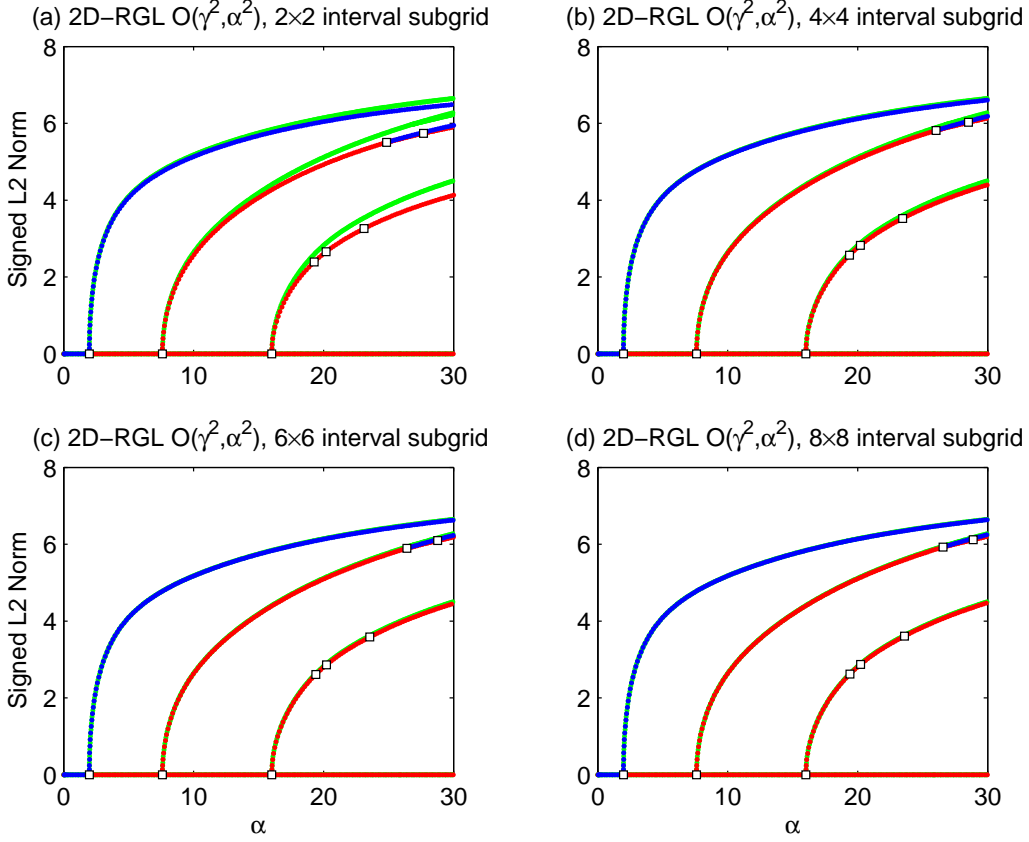 (a) 2D−RGL O(γ²,α²), 2×2 interval subgrid
(b) 2D−RGL O(γ²,α²), 4×4 interval subgrid
8
6
4
2
0
Signed L2 Norm
0 10 20 30
8
6
4
2
0
0 10 20 30
(c) 2D−RGL O(γ²,α²), 6×6 interval subgrid
(d) 2D−RGL O(γ²,α²), 8×8 interval subgrid
8
6
4
2
0
Signed L2 Norm
0 10 20 30
α
8
6
4
2
0
0 10 20 30
α